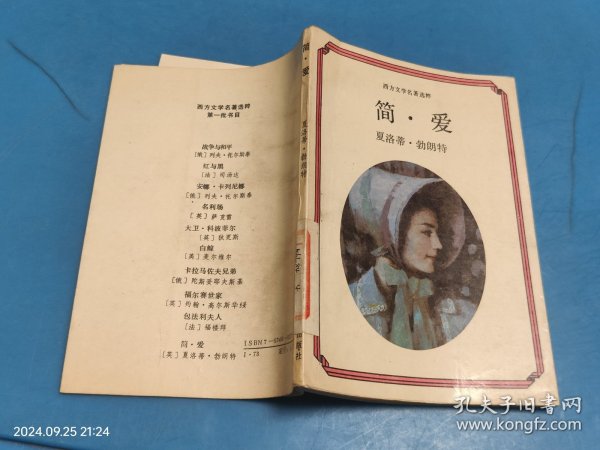 西方文学名著选粹
第一批书目
战争与和平
[俄] 列夫·托尔斯泰
红与黑
[法] 司汤达
安娜·卡列尼娜
[俄] 列夫·托尔斯泰
名利场
[英] 萨克雷
大卫·科波菲尔
[英] 狄更斯
白鲸
[美] 麦尔维尔
卡拉马佐夫兄弟
[俄] 陀斯妥耶夫斯基
福尔赛世家
[英] 约翰·高尔斯华绥
包法利夫人
[法] 福楼拜
简·爱
[英] 夏洛蒂·勃朗特
ISBN7-
I·73
简·爱
夏洛蒂·勃朗特
版社
西方文学名著选粹
简·爱
夏洛蒂·勃朗特
2024.09.25 21:24
孔夫子旧书网
www.kongfz.com